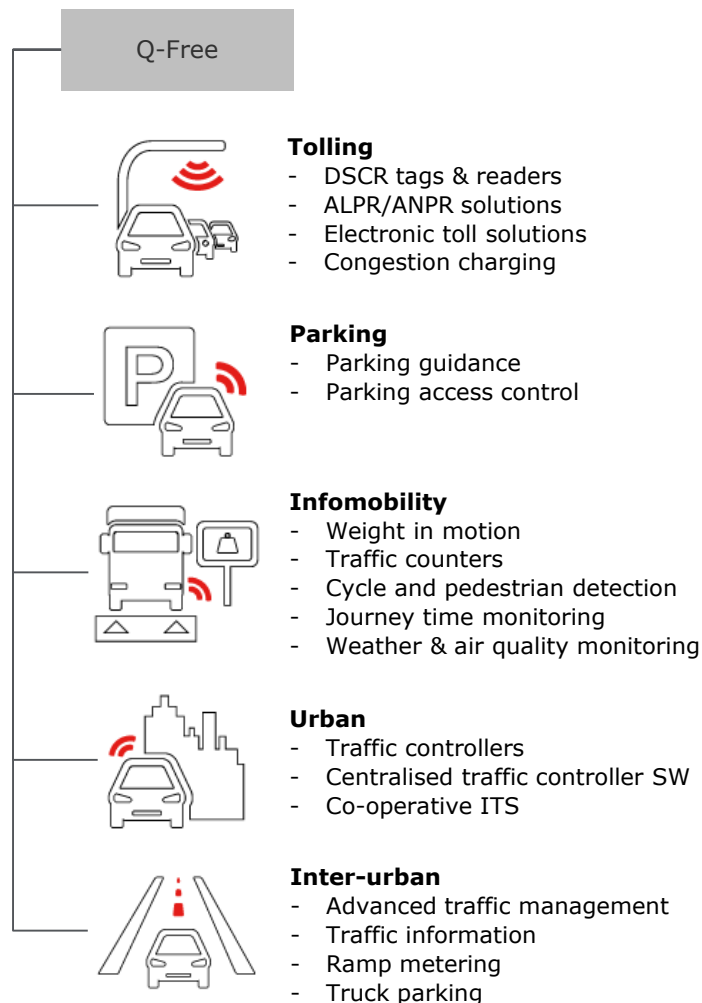 Q-Free
Tolling
- DSCR tags & readers
- ALPR/ANPR solutions
- Electronic toll solutions
- Congestion charging
P
Parking
- Parking guidance
- Parking access control
Infomobility
- Weight in motion
- Traffic counters
- Cycle and pedestrian detection
- Journey time monitoring
- Weather & air quality monitoring
Urban
- Traffic controllers
- Centralised traffic controller SW
- Co-operative ITS
Inter-urban
- Advanced traffic management
- Traffic information
- Ramp metering
- Truck parking